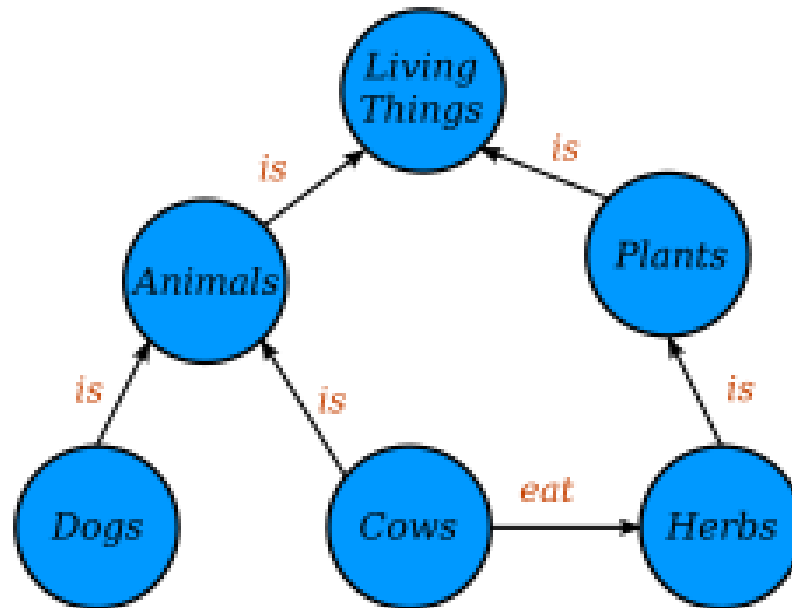 Living
Things
is
is
Animals
Plants
is
is
is
Dogs
Cows
eat
Herbs